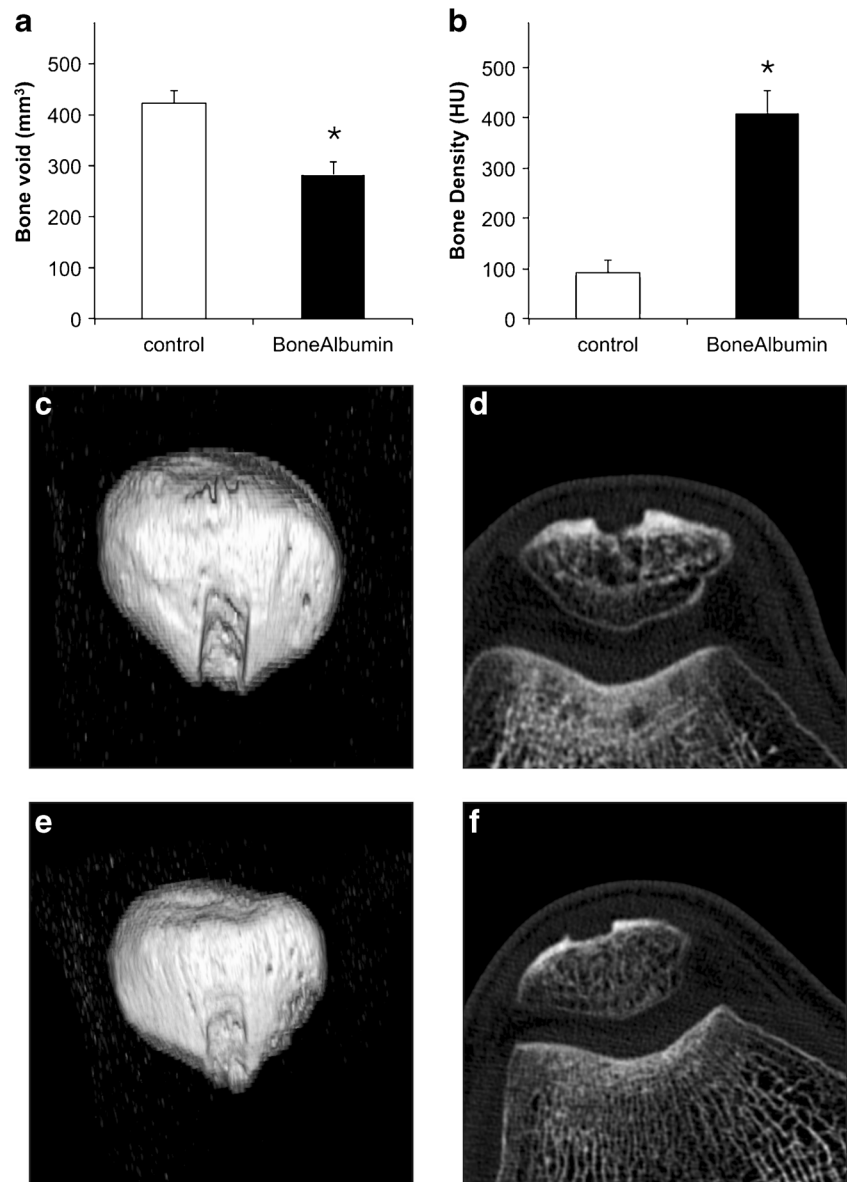 a
Bone void (mm³)
500
400
300
200
100
0
*
control
BoneAlbumin
b
Bone Density (HU)
500
400
300
200
100
0
*
control
BoneAlbumin
c
d
e
f